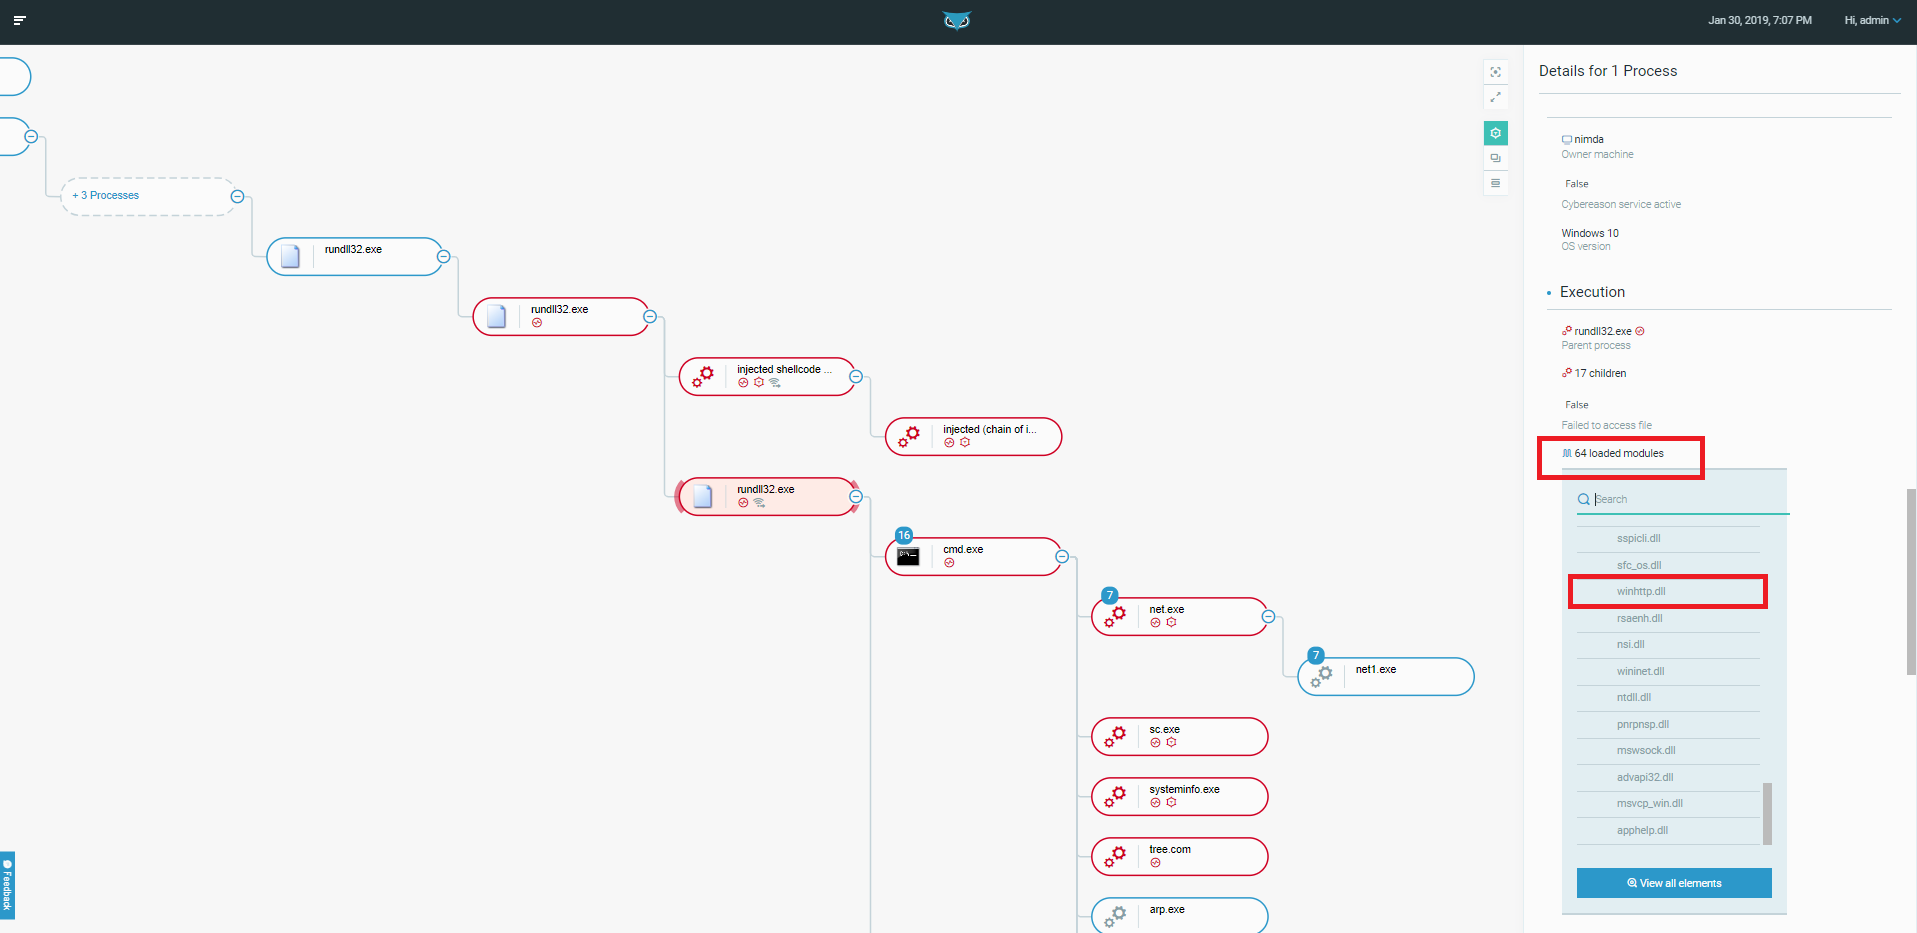 Jan 30, 2019, 7:07 PM
Hi, admin
+ 3 Processes
rundll32.exe
rundll32.exe
injected shellcode ...
injected (chain of i...
rundll32.exe
16
cmd.exe
7
net.exe
7
net1.exe
sc.exe
systeminfo.exe
tree.com
arp.exe
Feedback
Details for 1 Process
nimda
Owner machine
False
Cybereason service active
Windows 10
OS version
Execution
rundll32.exe
Parent process
17 children
False
Failed to access file
64 loaded modules
Search
sspicli.dll
sfc_os.dll
winhttp.dll
rsaenh.dll
nsi.dll
wininet.dll
ntdll.dll
pnrpnsp.dll
mswsock.dll
advapi32.dll
msvcp_win.dll
apphelp.dll
View all elements